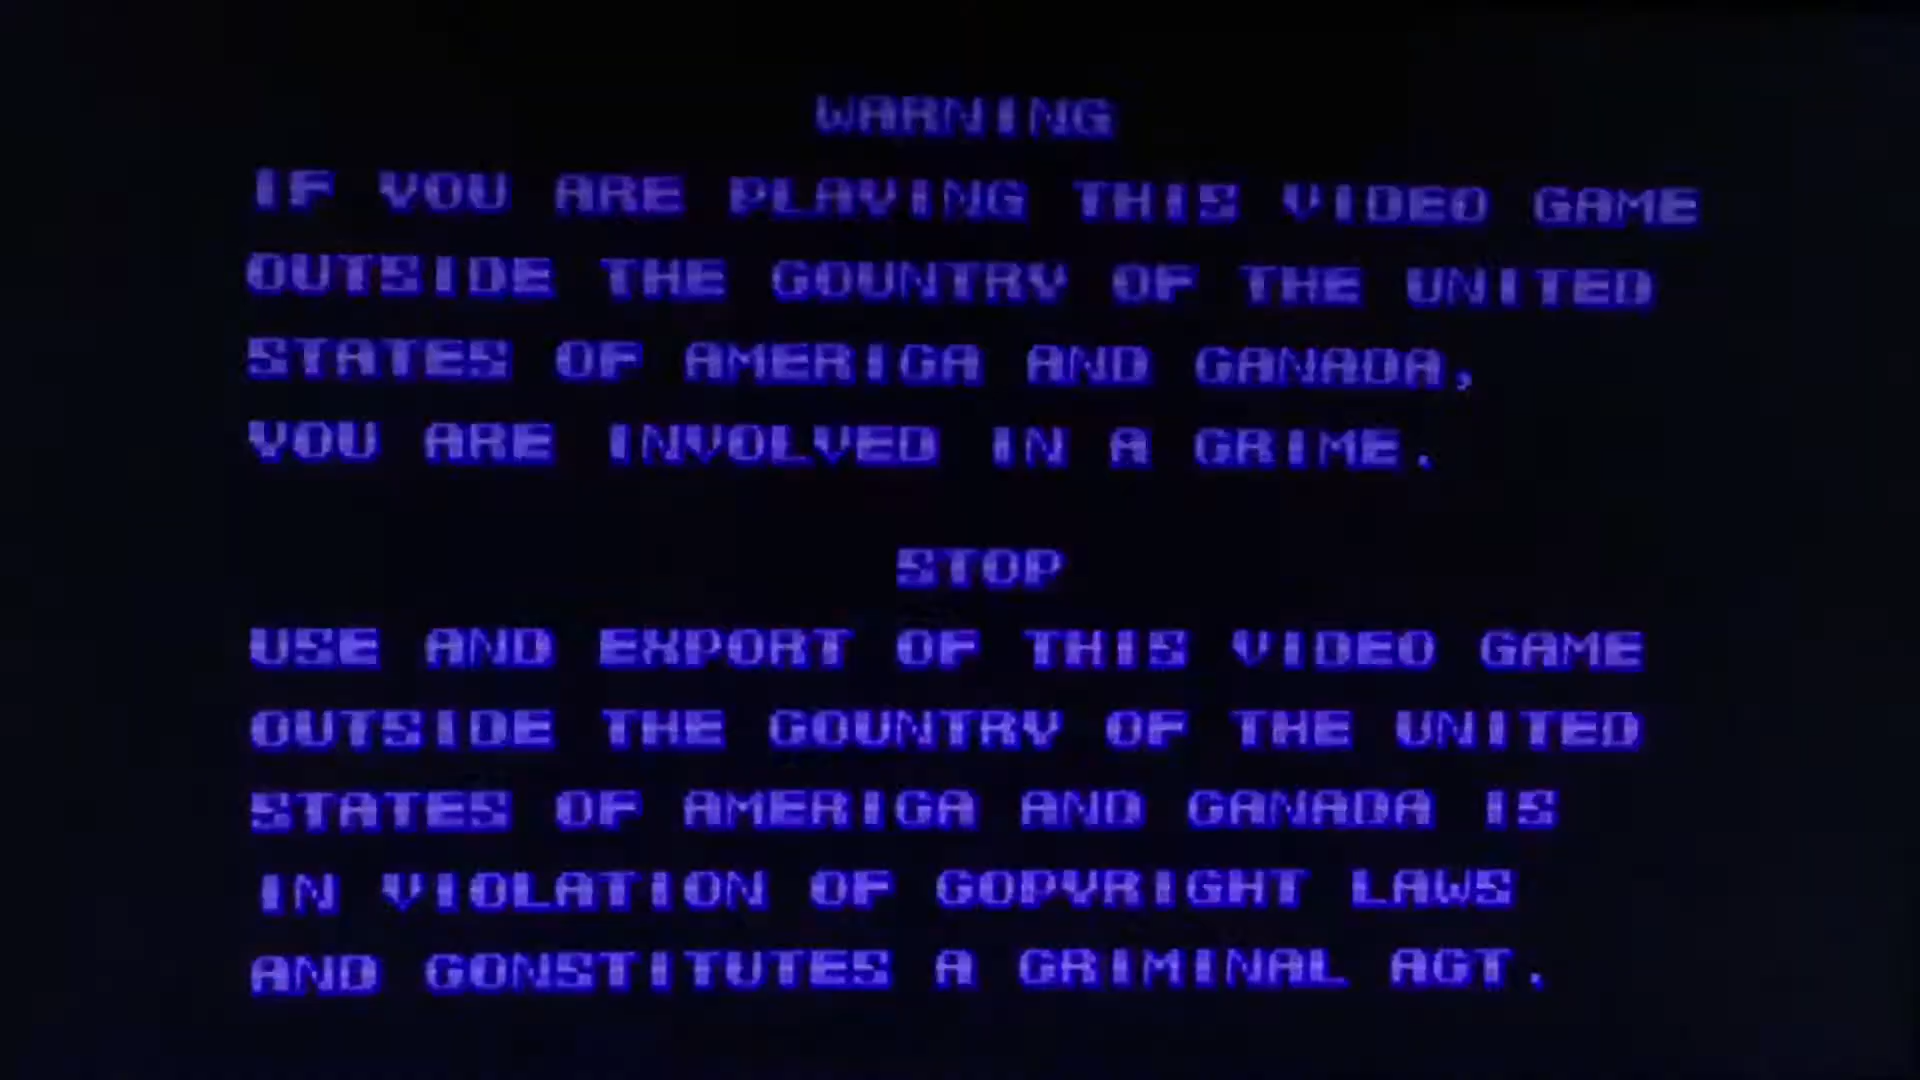 WARNING
IF YOU ARE PLAYING THIS VIDEO GAME
OUTSIDE THE COUNTRY OF THE UNITED
STATES OF AMERICA AND CANADA,
YOU ARE INVOLVED IN A CRIME.
STOP
USE AND EXPORT OF THIS VIDEO GAME
OUTSIDE THE COUNTRY OF THE UNITED
STATES OF AMERICA AND CANADA IS
IN VIOLATION OF COPYRIGHT LAWS
AND CONSTITUTES A CRIMINAL ACT.